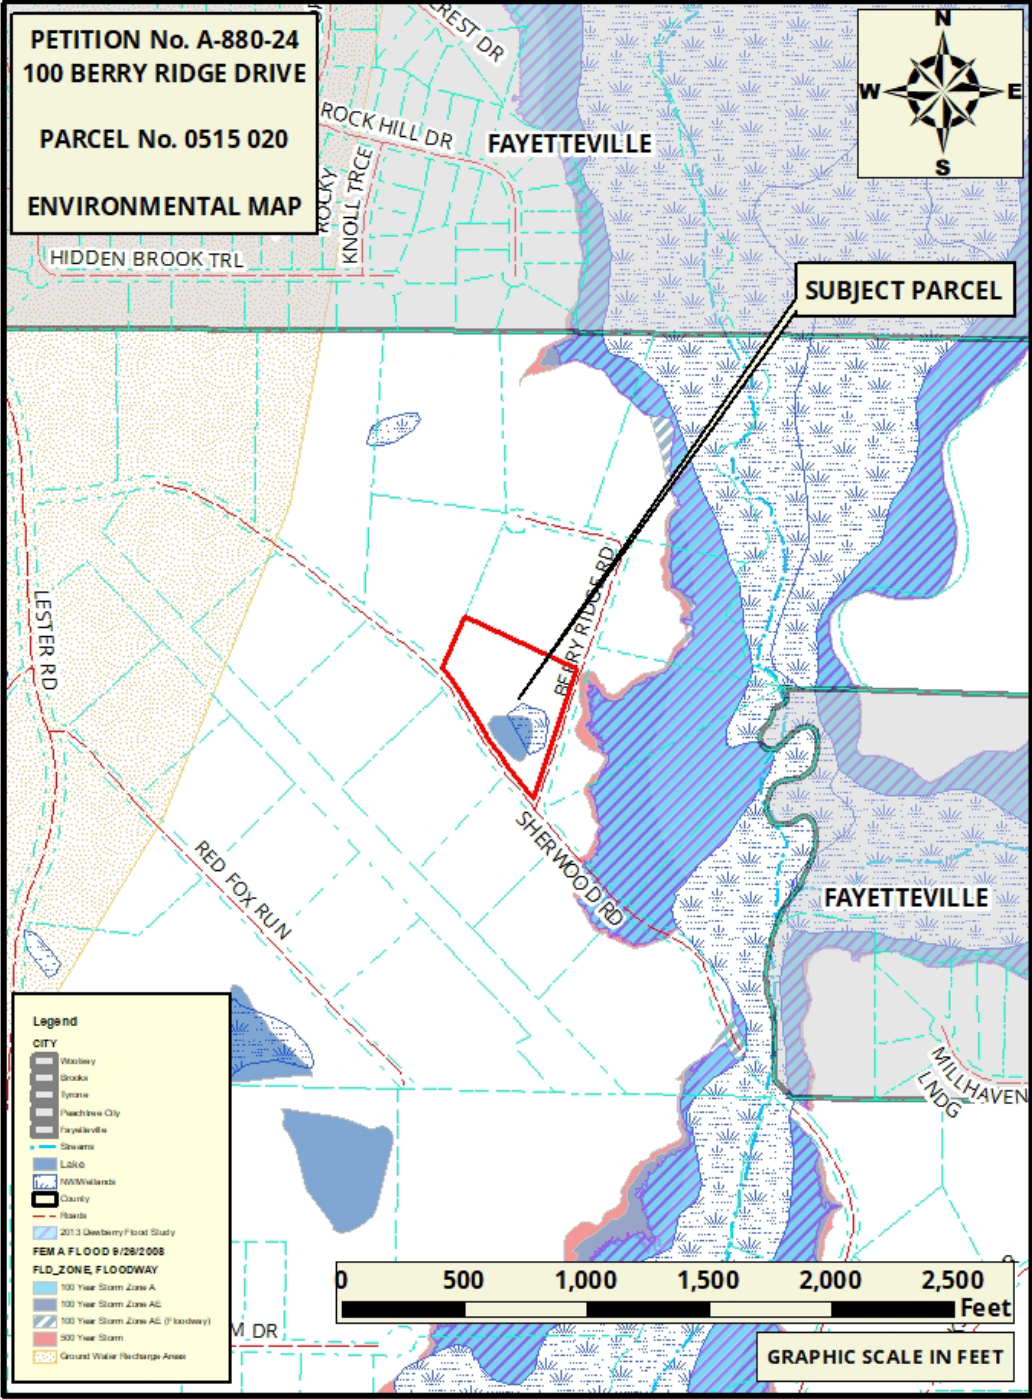 PETITION No. A-880-24
100 BERRY RIDGE DRIVE
PARCEL No. 0515 020
ENVIRONMENTAL MAP
CREST DR
ROCK HILL DR
FAYETTEVILLE
ROCKY
KNOLL TRCE
HIDDEN BROOK TRL
N
W
E
S
SUBJECT PARCEL
BERRY RIDGE RD
LESTER RD
SHERWOOD RD
RED FOX RUN
FAYETTEVILLE
MILLHAVEN
LNDG
Legend
CITY
Woolsey
Brooks
Tyrone
Peachtree City
Fayetteville
Streams
Lake
NWIWetlands
County
Roads
2013 Dewberry Flood Study
FEMA FLOOD 9/26/2008
FLD_ZONE, FLOODWAY
100 Year Storm Zone A
100 Year Storm Zone AE
100 Year Storm Zone AE (Floodway)
500 Year Storm
Ground Water Recharge Areas
M DR
0 500 1,000 1,500 2,000 2,500
Feet
GRAPHIC SCALE IN FEET